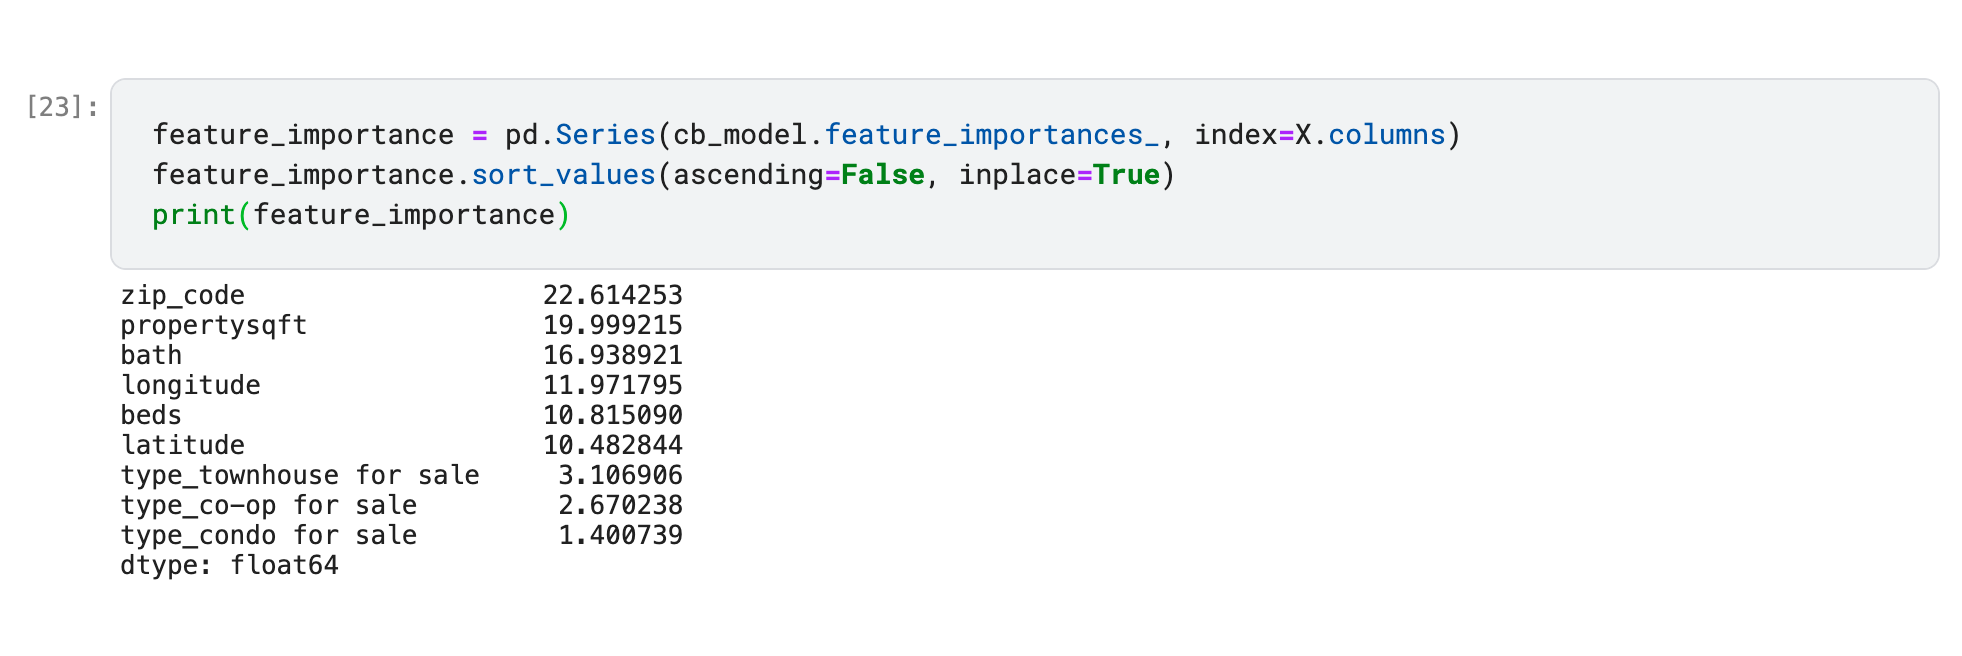 [23]:
feature_importance = pd.Series(cb_model.feature_importances_, index=X.columns)
feature_importance.sort_values(ascending=False, inplace=True)
print(feature_importance)
zip_code                   22.614253
propertysqft               19.999215
bath                       16.938921
longitude                  11.971795
beds                       10.815090
latitude                   10.482844
type_townhouse for sale     3.106906
type_co-op for sale         2.670238
type_condo for sale         1.400739
dtype: float64